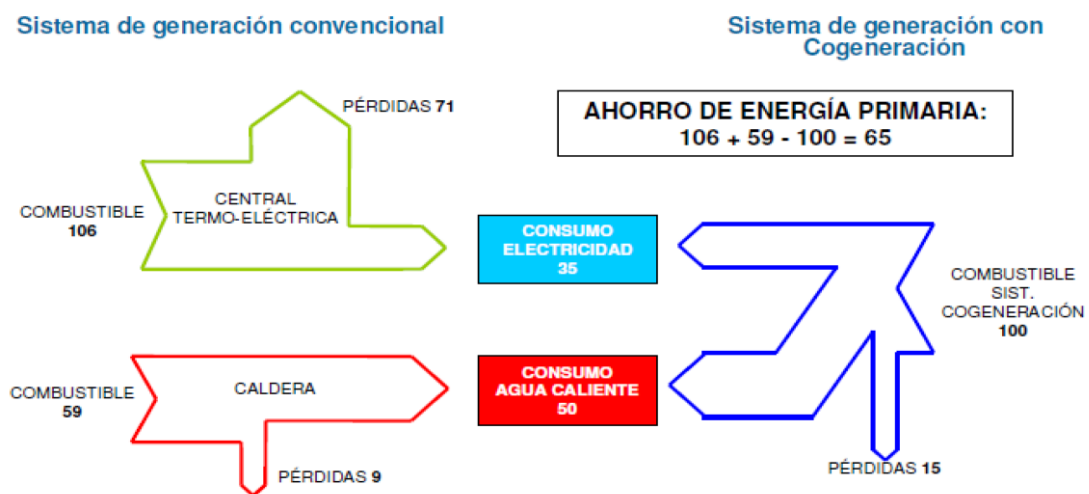 Sistema de generación convencional
Sistema de generación con
Cogeneración
PÉRDIDAS 71
AHORRO DE ENERGÍA PRIMARIA:
106 + 59 - 100 = 65
COMBUSTIBLE
106
CENTRAL
TERMO-ELÉCTRICA
CONSUMO
ELECTRICIDAD
35
COMBUSTIBLE
SIST.
COGENERACIÓN
100
COMBUSTIBLE
59
CALDERA
CONSUMO
AGUA CALIENTE
50
PÉRDIDAS 9
PÉRDIDAS 15